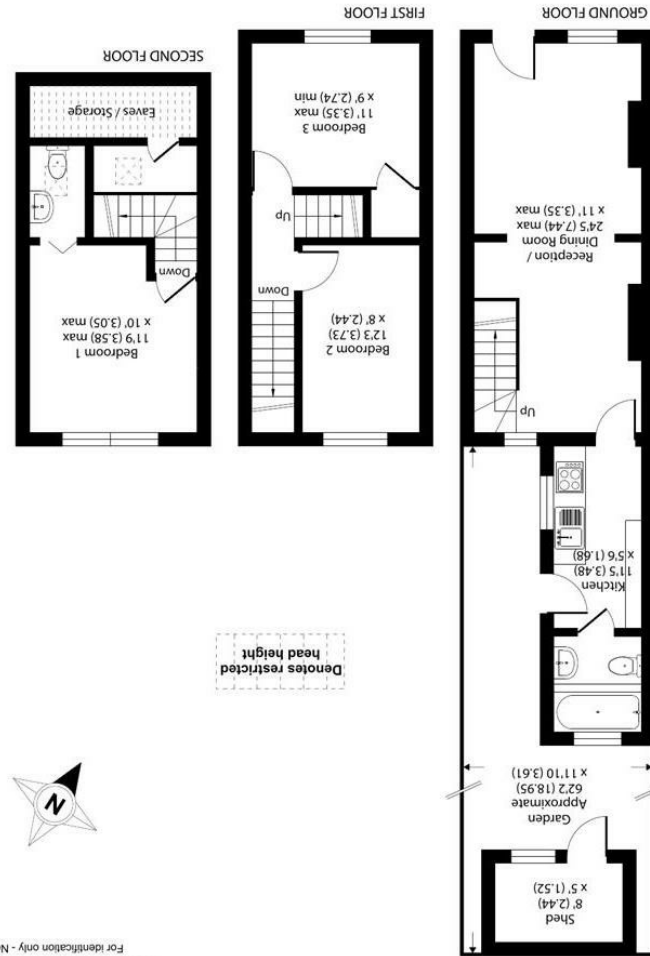 For identification only - N
Shed
8' (2.44)
x 5' (1.52)
Garden
Approximate
62'2 (18.95)
x 11'10 (3.61)
N
Denotes restricted
head height
Kitchen
11'5 (3.48)
x 5'6 (1.68)
Up
Reception /
Dining Room
24'5 (7.44) max
x 11' (3.35) max
GROUND FLOOR
Bedroom 2
12'3 (3.73)
x 8' (2.44)
Down
Up
Bedroom 3
11' (3.35) max
x 9' (2.74) min
FIRST FLOOR
Bedroom 1
11'9 (3.58) max
x 10' (3.05) max
Down
Eaves / Storage
SECOND FLOOR